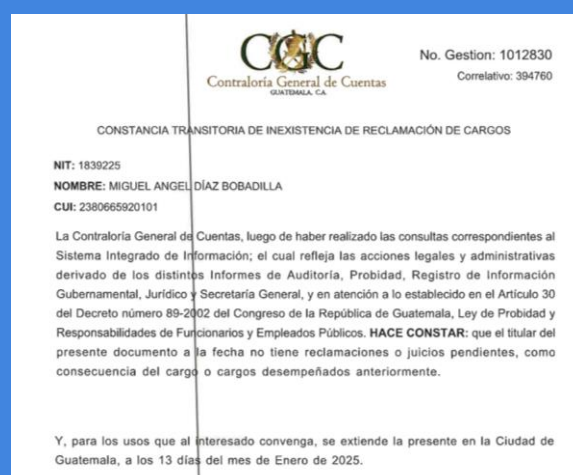 CGC
Contraloría General de Cuentas
GUATEMALA, C.A.
No. Gestion: 1012830
Correlativo: 394760
CONSTANCIA TRANSITORIA DE INEXISTENCIA DE RECLAMACIÓN DE CARGOS
NIT: 1839225
NOMBRE: MIGUEL ANGEL DÍAZ BOBADILLA
CUI: 2380665920101
La Contraloría General de Cuentas, luego de haber realizado las consultas correspondientes al
Sistema Integrado de Información; el cual refleja las acciones legales y administrativas
derivado de los distintos Informes de Auditoría, Probidad, Registro de Información
Gubernamental, Jurídico y Secretaría General, y en atención a lo establecido en el Artículo 30
del Decreto número 89-2002 del Congreso de la República de Guatemala, Ley de Probidad y
Responsabilidades de Funcionarios y Empleados Públicos. HACE CONSTAR: que el titular del
presente documento a la fecha no tiene reclamaciones o juicios pendientes, como
consecuencia del cargo o cargos desempeñados anteriormente.
Y, para los usos que al interesado convenga, se extiende la presente en la Ciudad de
Guatemala, a los 13 días del mes de Enero de 2025.